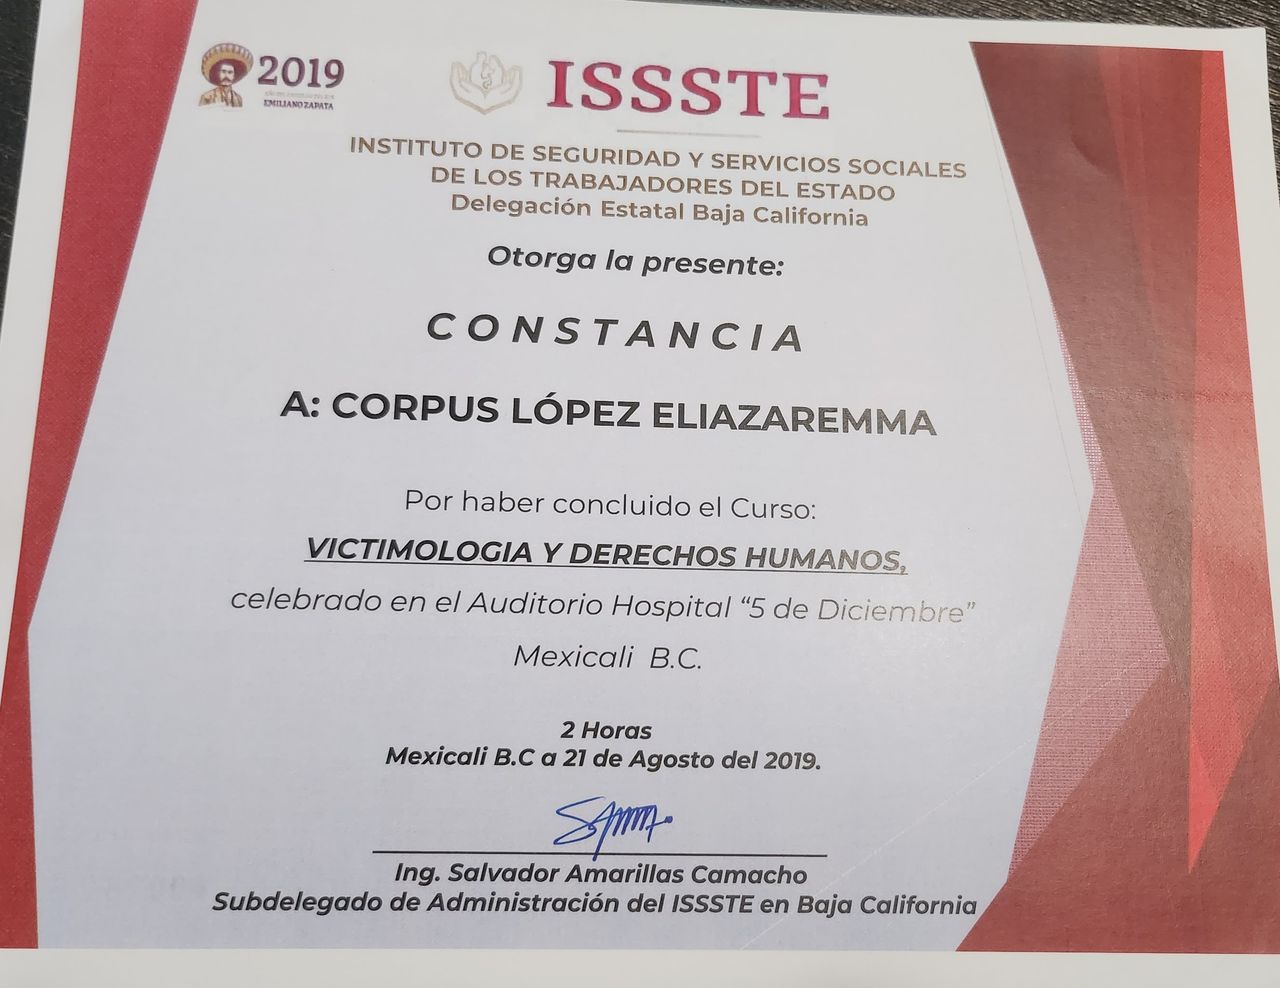 2019
EMILIANO ZAPATA
ISSSTE
INSTITUTO DE SEGURIDAD Y SERVICIOS SOCIALES
DE LOS TRABAJADORES DEL ESTADO
Delegación Estatal Baja California
Otorga la presente:
CONSTANCIA
A: CORPUS LÓPEZ ELIAZAREMMA
Por haber concluido el Curso:
VICTIMOLOGIA Y DERECHOS HUMANOS,
celebrado en el Auditorio Hospital “5 de Diciembre”
Mexicali B.C.
2 Horas
Mexicali B.C a 21 de Agosto del 2019.
Ing. Salvador Amarillas Camacho
Subdelegado de Administración del ISSSTE en Baja California